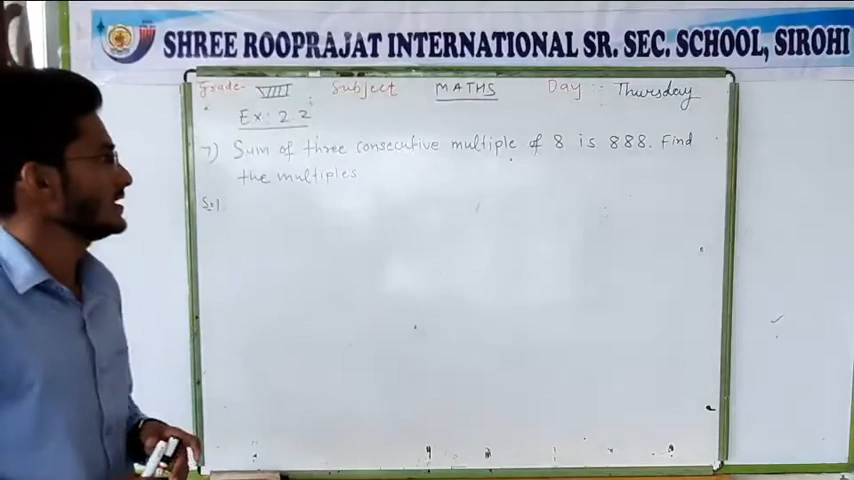 SHREE ROOPRAJAT INTERNATIONAL SR. SEC. SCHOOL, SIROHI
Grade- VIII Subject MATHS Day :- Thursday
Ex: 2.2
7) Sum of three consecutive multiple of 8 is 888. Find
the multiples
Sol